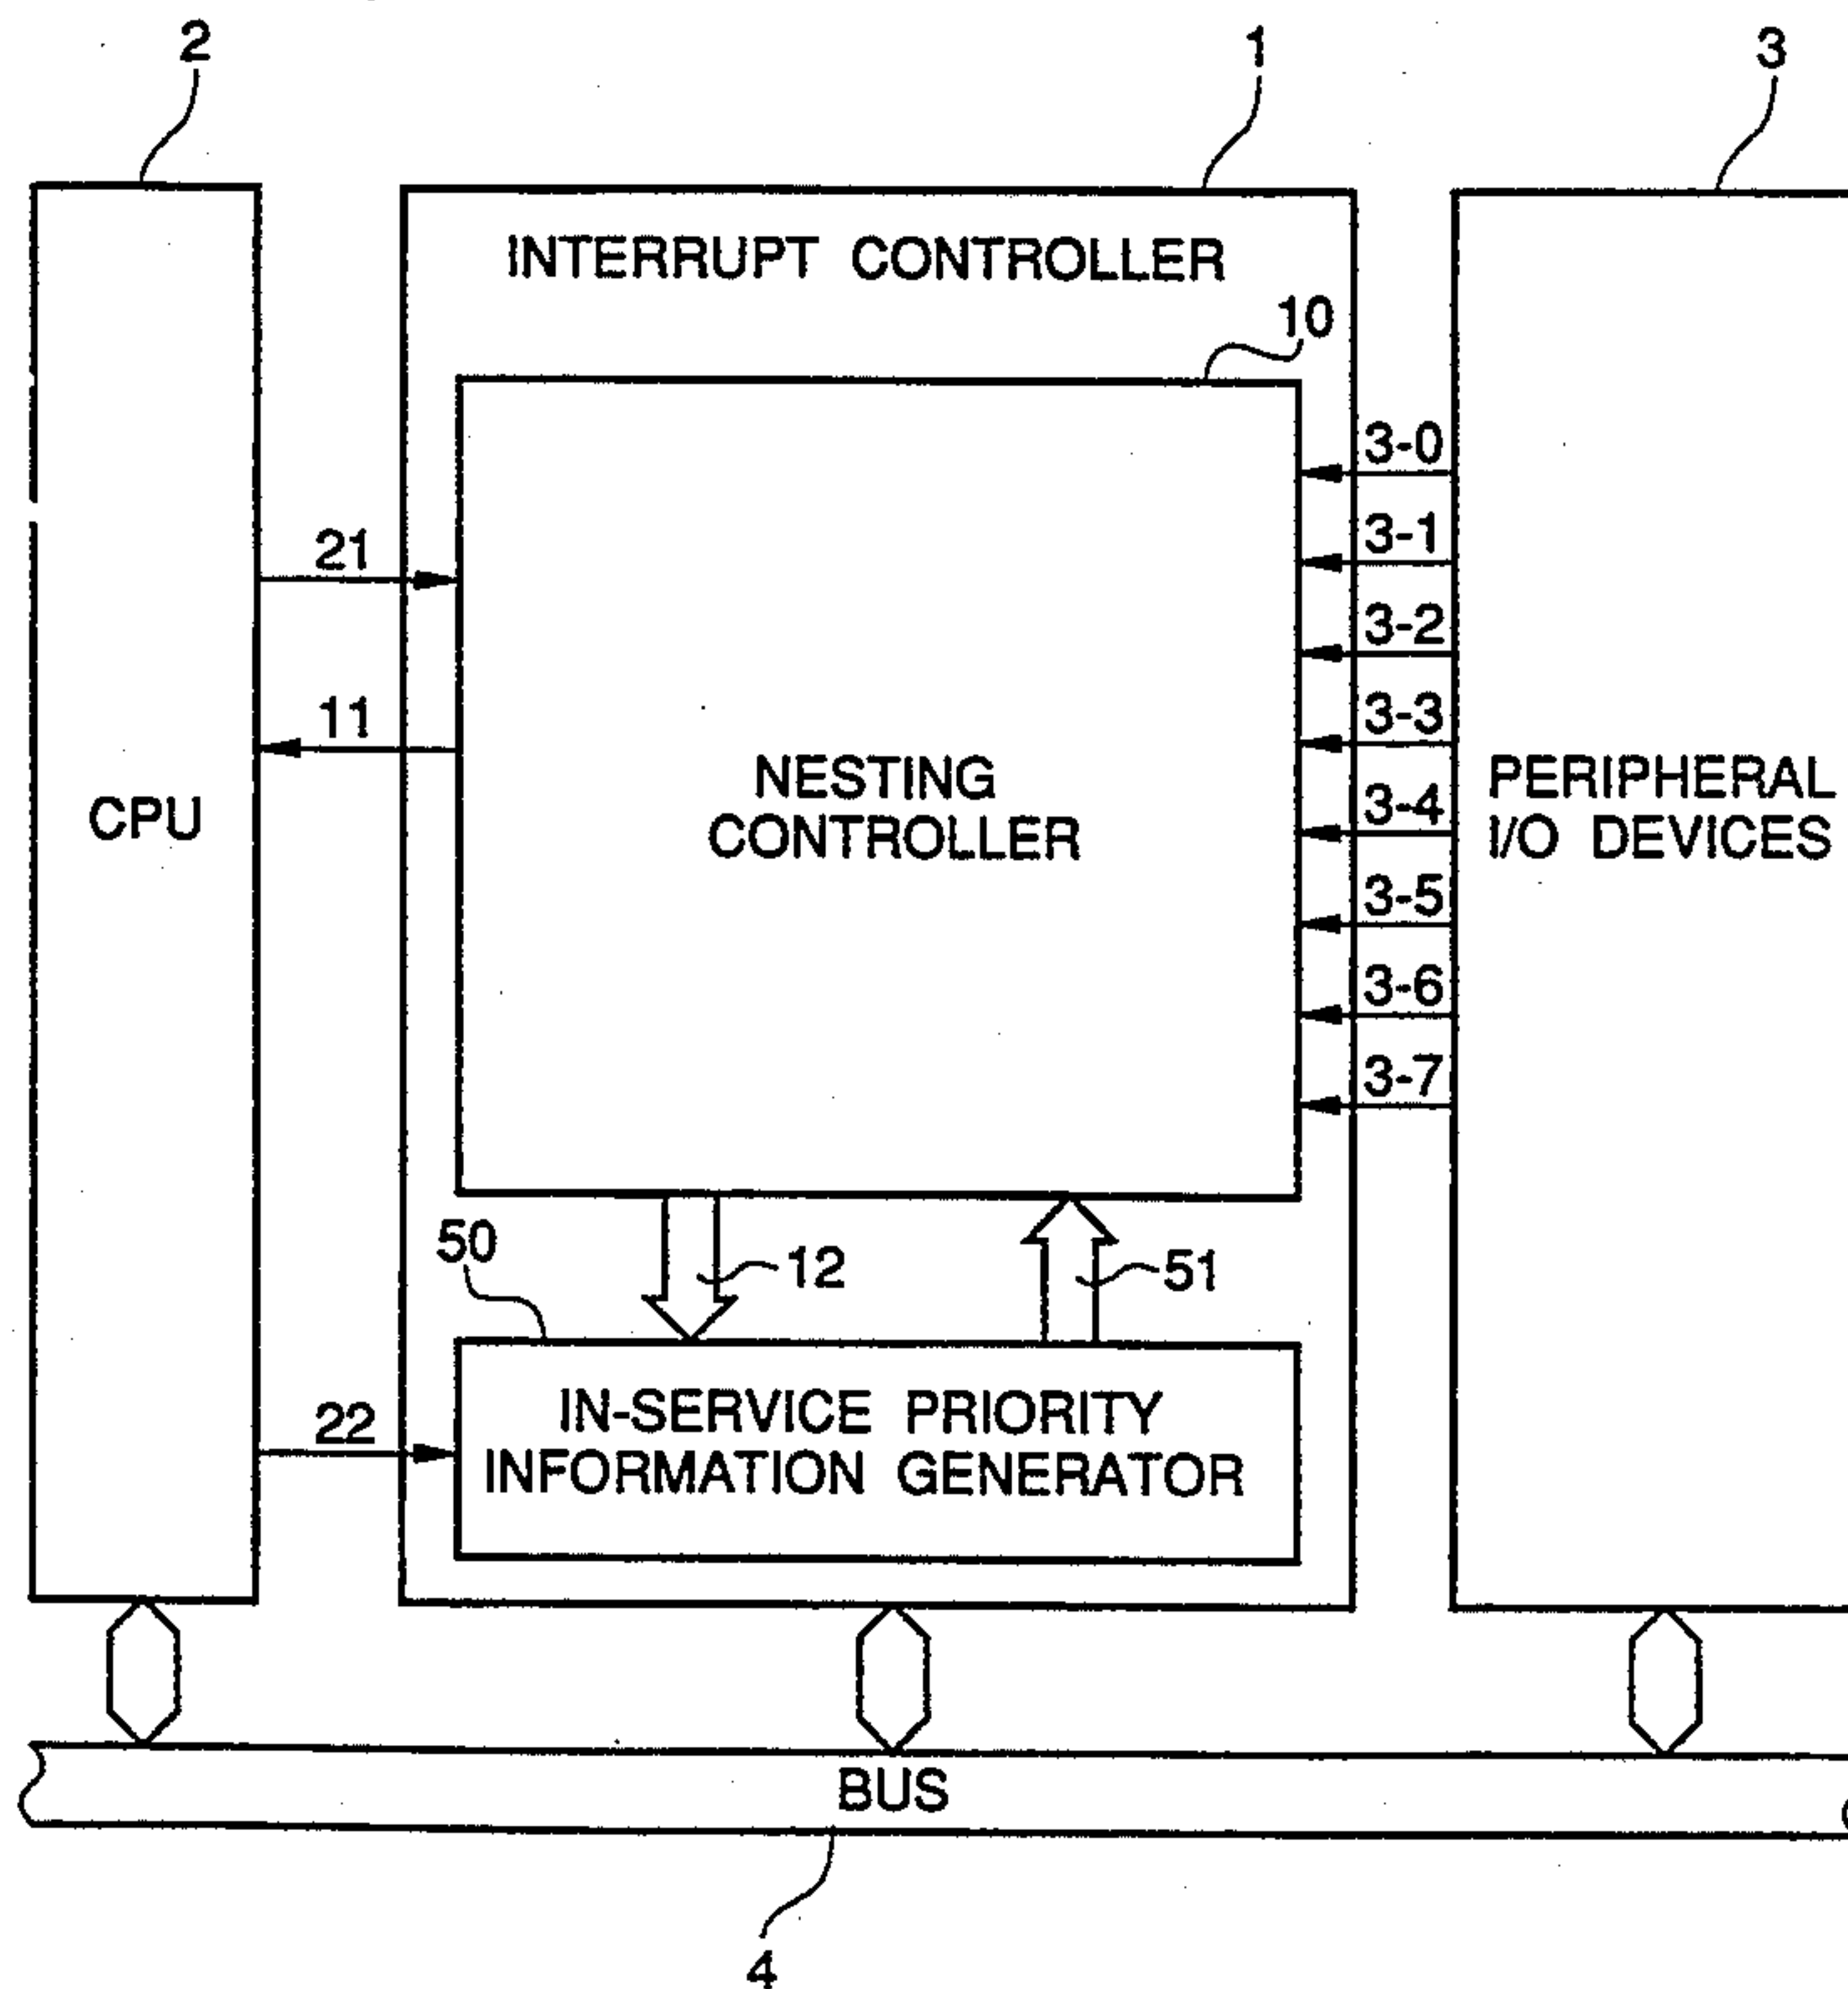 2
1
3
INTERRUPT CONTROLLER
10
3-0
3-1
21
3-2
11
3-3
CPU
NESTING
CONTROLLER
3-4
PERIPHERAL
I/O DEVICES
3-5
3-6
3-7
50
12
51
22
IN-SERVICE PRIORITY
INFORMATION GENERATOR
BUS
4